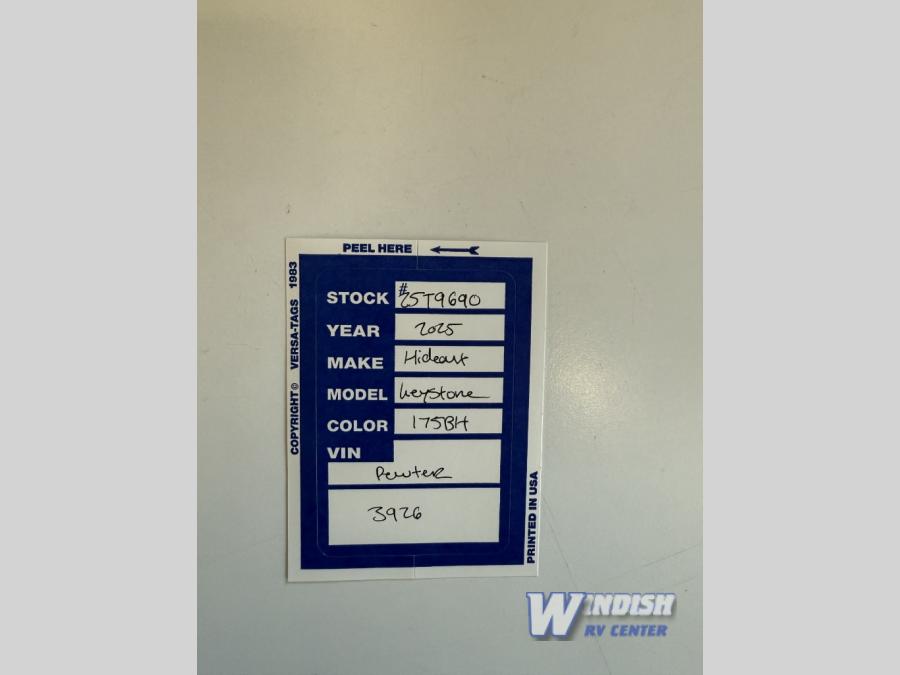 PEEL HERE
COPYRIGHT © VERSA-TAGS 1983
STOCK # 25T9690
YEAR 2025
MAKE Hideout
MODEL Keystone
COLOR 175BH
VIN
Pewter
3926
PRINTED IN USA
WINDISH
RV CENTER